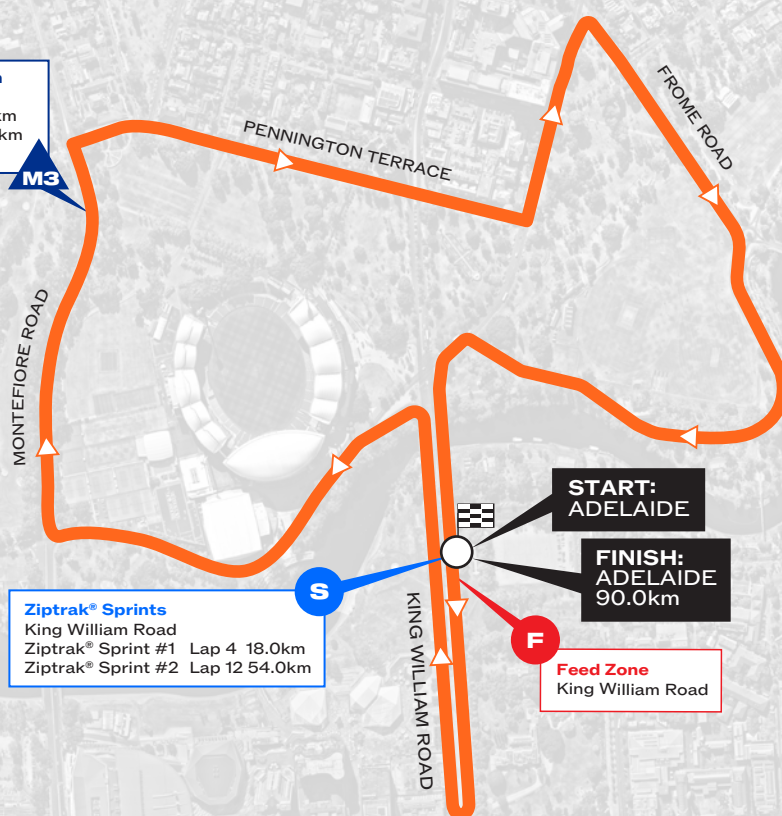 km
km
M3
PENNINGTON TERRACE
FROME ROAD
MONTEFIORE ROAD
START:
ADELAIDE
FINISH:
ADELAIDE
90.0km
S
Ziptrak® Sprints
King William Road
Ziptrak® Sprint #1 Lap 4 18.0km
Ziptrak® Sprint #2 Lap 12 54.0km
KING WILLIAM ROAD
F
Feed Zone
King William Road